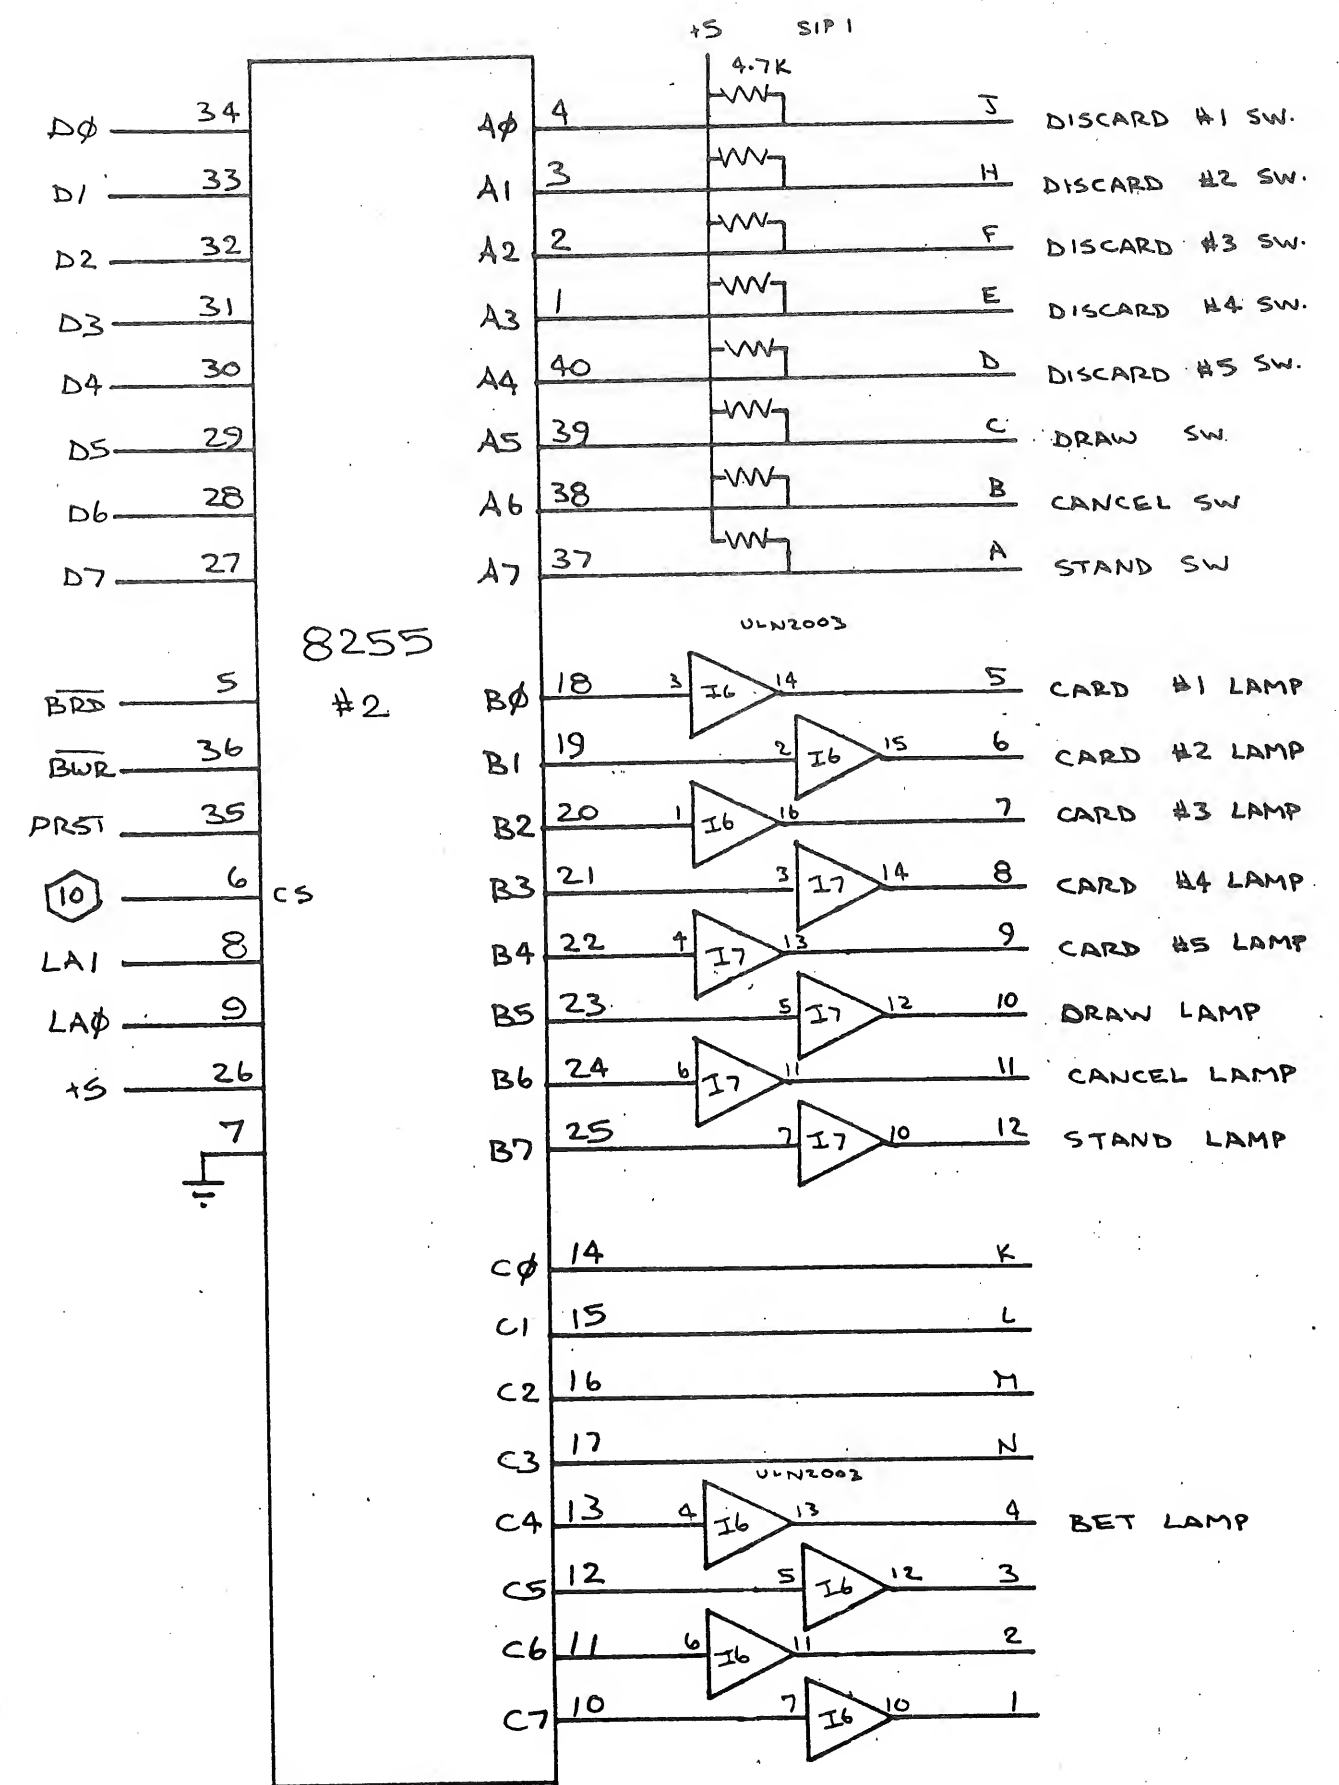 +5 SIP 1
4.7K
DØ 34 AØ 4 J DISCARD #1 SW.
D1 33 A1 3 H DISCARD #2 SW.
D2 32 A2 2 F DISCARD #3 SW.
D3 31 A3 1 E DISCARD #4 SW.
D4 30 A4 40 D DISCARD #5 SW.
D5 29 A5 39 C DRAW SW.
D6 28 A6 38 B CANCEL SW
D7 27 A7 37 A STAND SW
ULN2003
8255
#2
BRD 5 BØ 18 3 I6 14 5 CARD #1 LAMP
BWR 36 B1 19 2 I6 15 6 CARD #2 LAMP
PRST 35 B2 20 1 I6 16 7 CARD #3 LAMP
10 6 CS B3 21 3 I7 14 8 CARD #4 LAMP
LA1 8 B4 22 4 I7 13 9 CARD #5 LAMP
LAØ 9 B5 23 5 I7 12 10 DRAW LAMP
+5 26 B6 24 6 I7 11 11 CANCEL LAMP
7 B7 25 7 I7 10 12 STAND LAMP
CØ 14 K
C1 15 L
C2 16 M
C3 17 N
ULN2003
C4 13 4 I6 13 4 BET LAMP
C5 12 5 I6 12 3
C6 11 6 I6 11 2
C7 10 7 I6 10 1